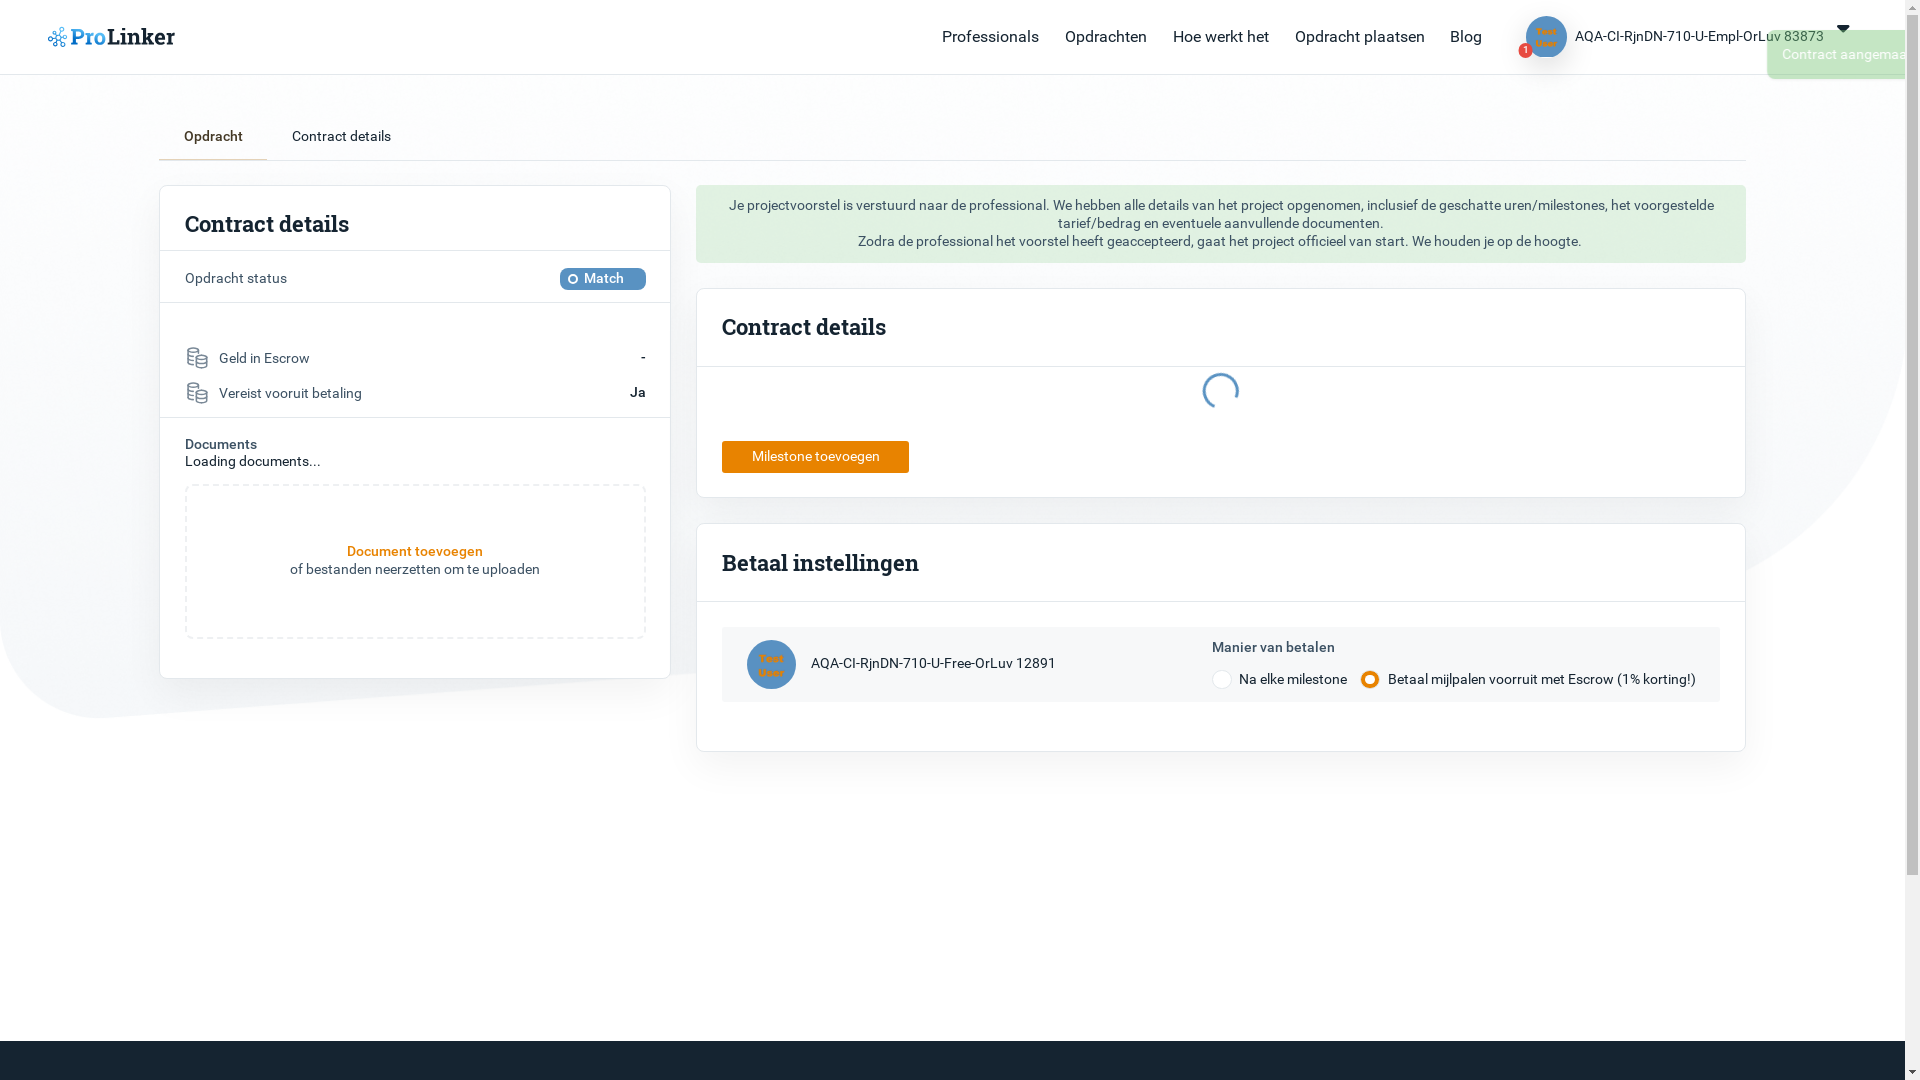 ProLinker
Professionals
Opdrachten
Hoe werkt het
Opdracht plaatsen
Blog
Test
User
1
AQA-CI-RjnDN-710-U-Empl-OrLuv 83873
Contract aangemaa
Opdracht
Contract details
Contract details
Opdracht status
Match
Geld in Escrow
-
Vereist vooruit betaling
Ja
Documents
Loading documents...
Document toevoegen
of bestanden neerzetten om te uploaden
Je projectvoorstel is verstuurd naar de professional. We hebben alle details van het project opgenomen, inclusief de geschatte uren/milestones, het voorgestelde
tarief/bedrag en eventuele aanvullende documenten.
Zodra de professional het voorstel heeft geaccepteerd, gaat het project officieel van start. We houden je op de hoogte.
Contract details
Milestone toevoegen
Betaal instellingen
Test
User
AQA-CI-RjnDN-710-U-Free-OrLuv 12891
Manier van betalen
Na elke milestone
Betaal mijlpalen voorruit met Escrow (1% korting!)